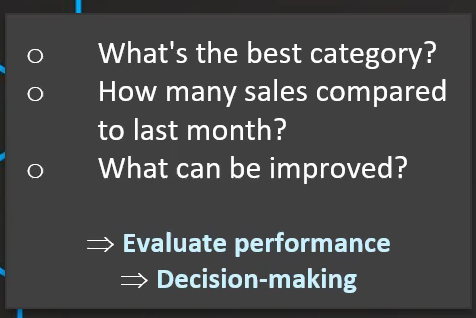 o What's the best category?
o How many sales compared
to last month?
o What can be improved?
⇒ Evaluate performance
⇒ Decision-making